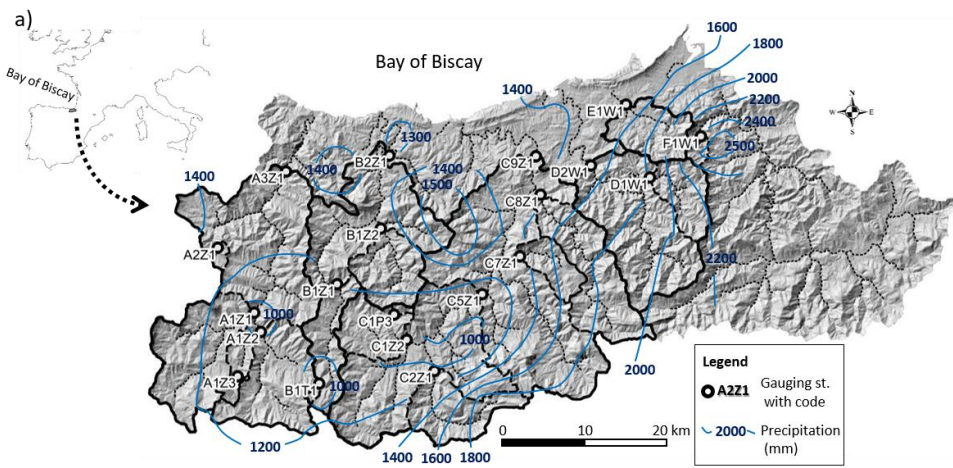 a)
Bay of Biscay
Bay of Biscay
1600
1800
2000
2200
2400
2500
1400
1300
1400
1400
1500
1400
E1W1
F1W1
B2Z1
C9Z1
D2W1
D1W1
A3Z1
C8Z1
B1Z2
A2Z1
C7Z1
2200
B1Z1
C5Z1
A1Z1
1000
C1P3
A1Z2
1000
C1Z2
A1Z3
B1T1
1000
C2Z1
2000
1200
1400
1600
1800
0 10 20 km
W E
S
Legend
A2Z1 Gauging st.
with code
2000 Precipitation
(mm)